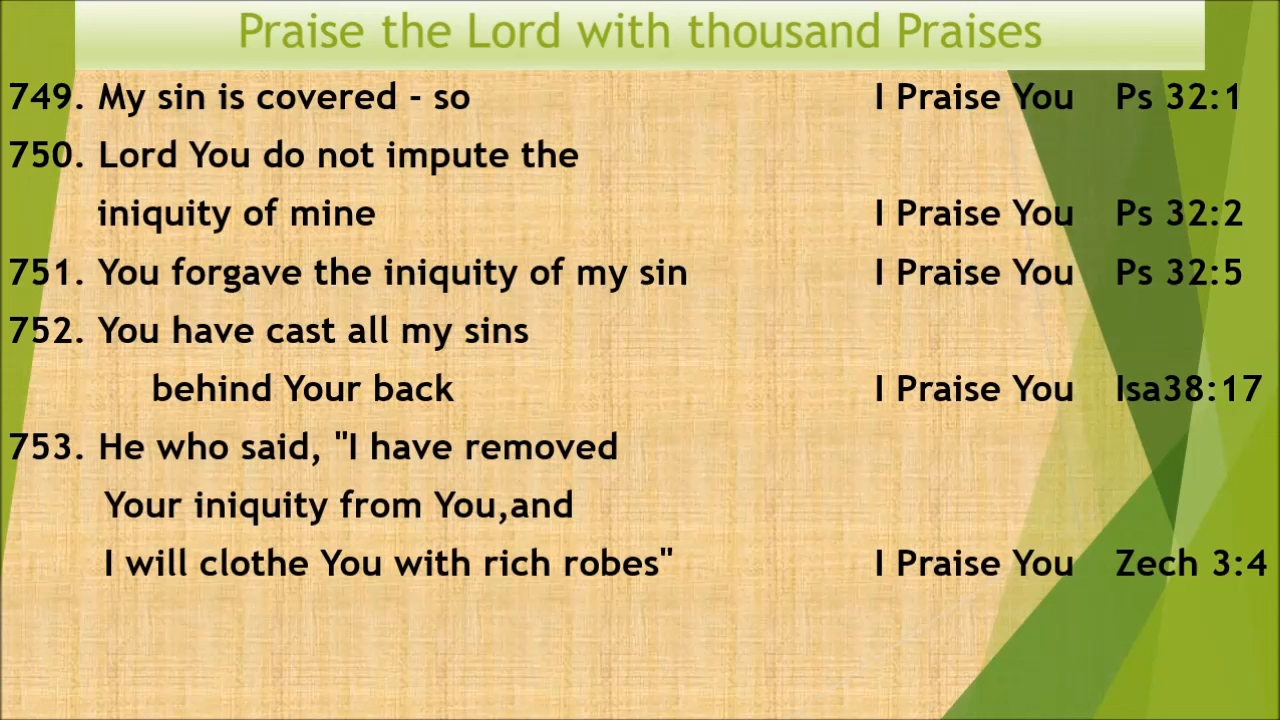 Praise the Lord with thousand Praises
749. My sin is covered - so I Praise You Ps 32:1
750. Lord You do not impute the
iniquity of mine I Praise You Ps 32:2
751. You forgave the iniquity of my sin I Praise You Ps 32:5
752. You have cast all my sins
behind Your back I Praise You Isa38:17
753. He who said, "I have removed
Your iniquity from You,and
I will clothe You with rich robes" I Praise You Zech 3:4